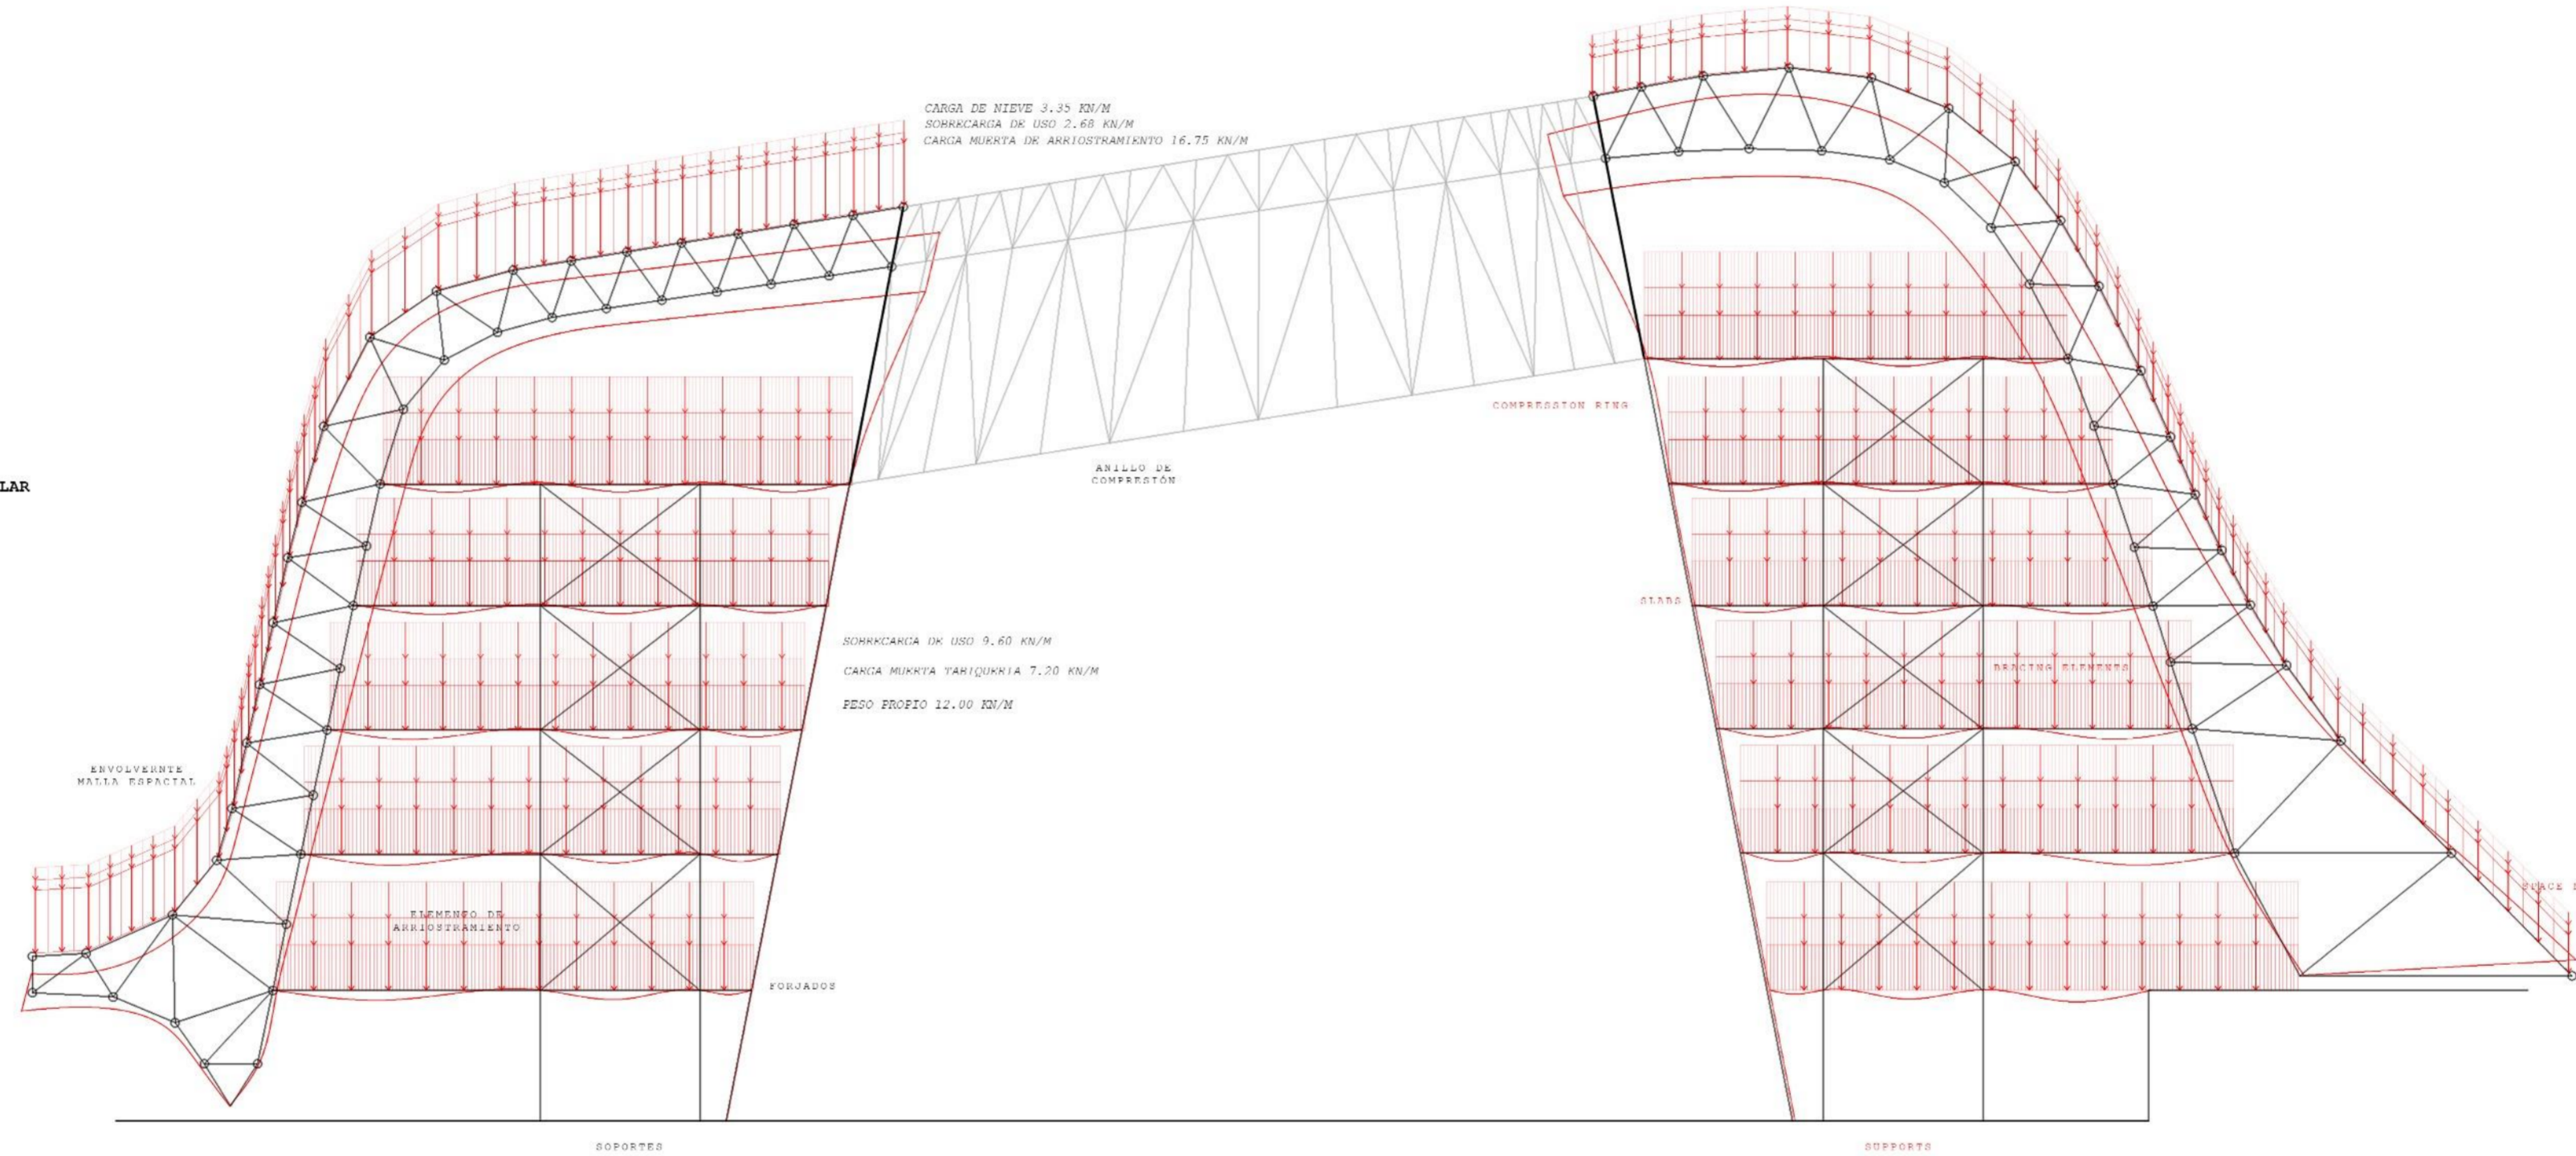 CARGA DE NIEVE 3.35 KN/M
SOBRECARGA DE USO 2.68 KN/M
CARGA MUERTA DE ARRIOSTRAMIENTO 16.75 KN/M
COMPRESSION RING
ANILLO DE
COMPRESIÓN
LAR
SLABS
SOBRECARGA DE USO 9.60 KN/M
CARGA MUERTA TABIQUERIA 7.20 KN/M
PESO PROPIO 12.00 KN/M
BRACING ELEMENTS
ENVOLVERNTE
MALLA ESPACIAL
SPACE
ELEMENTO DE
ARRIOSTRAMIENTO
FORJADOS
SOPORTES
SUPPORTS